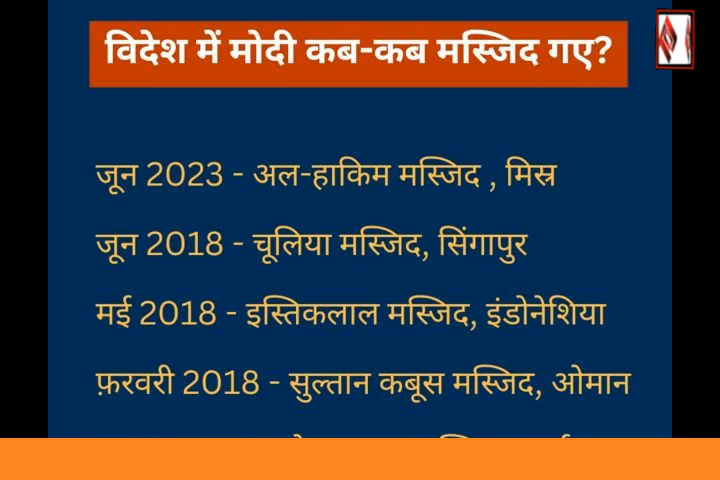 विदेश में मोदी कब-कब मस्जिद गए?
जून 2023 - अल-हाकिम मस्जिद , मिस्र
जून 2018 - चूलिया मस्जिद, सिंगापुर
मई 2018 - इस्तिकलाल मस्जिद, इंडोनेशिया
फ़रवरी 2018 - सुल्तान कबूस मस्जिद, ओमान